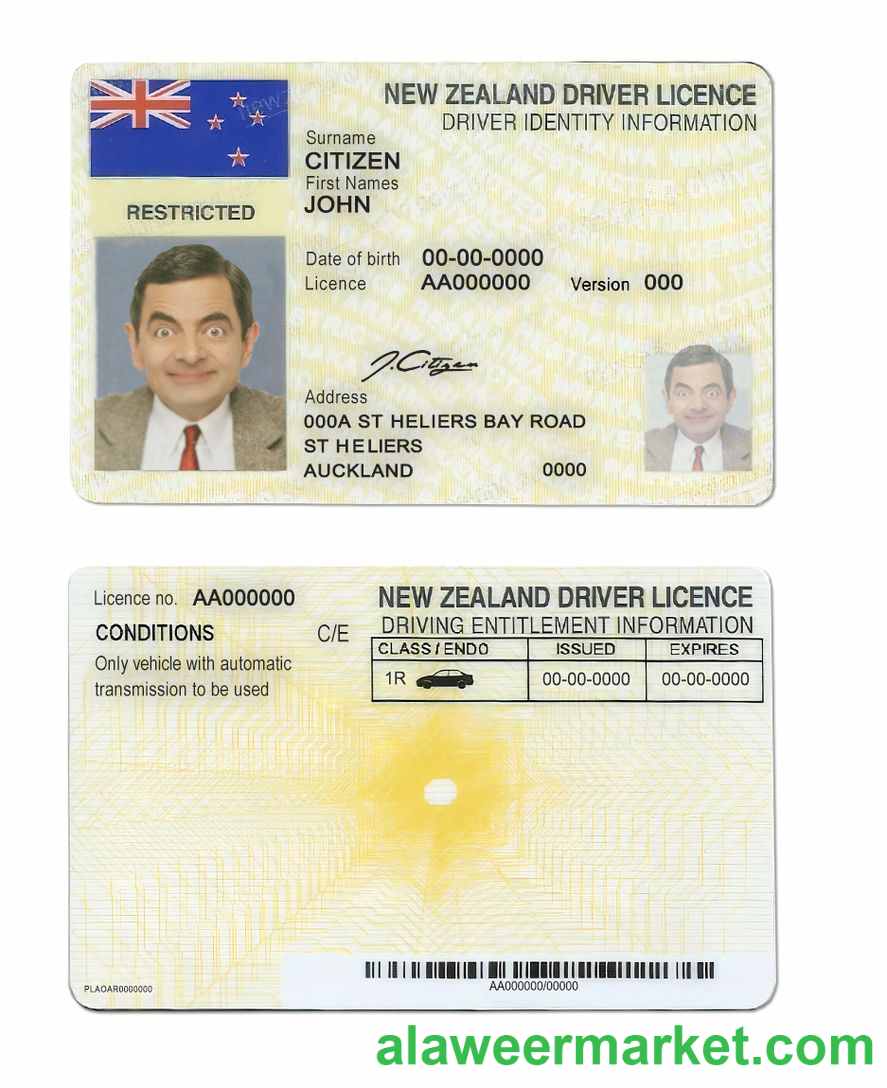 NEW ZEALAND DRIVER LICENCE
DRIVER IDENTITY INFORMATION
Surname
CITIZEN
First Names
JOHN
RESTRICTED
Date of birth 00-00-0000
Licence AA000000 Version 000
J.Citizen
Address
000A ST HELIERS BAY ROAD
ST HELIERS
AUCKLAND 0000
Licence no. AA000000
NEW ZEALAND DRIVER LICENCE
CONDITIONS C/E
DRIVING ENTITLEMENT INFORMATION
Only vehicle with automatic
transmission to be used
CLASS / ENDO ISSUED EXPIRES
1R 00-00-0000 00-00-0000
PLAOAR0000000
AA000000/00000
alaweermarket.com